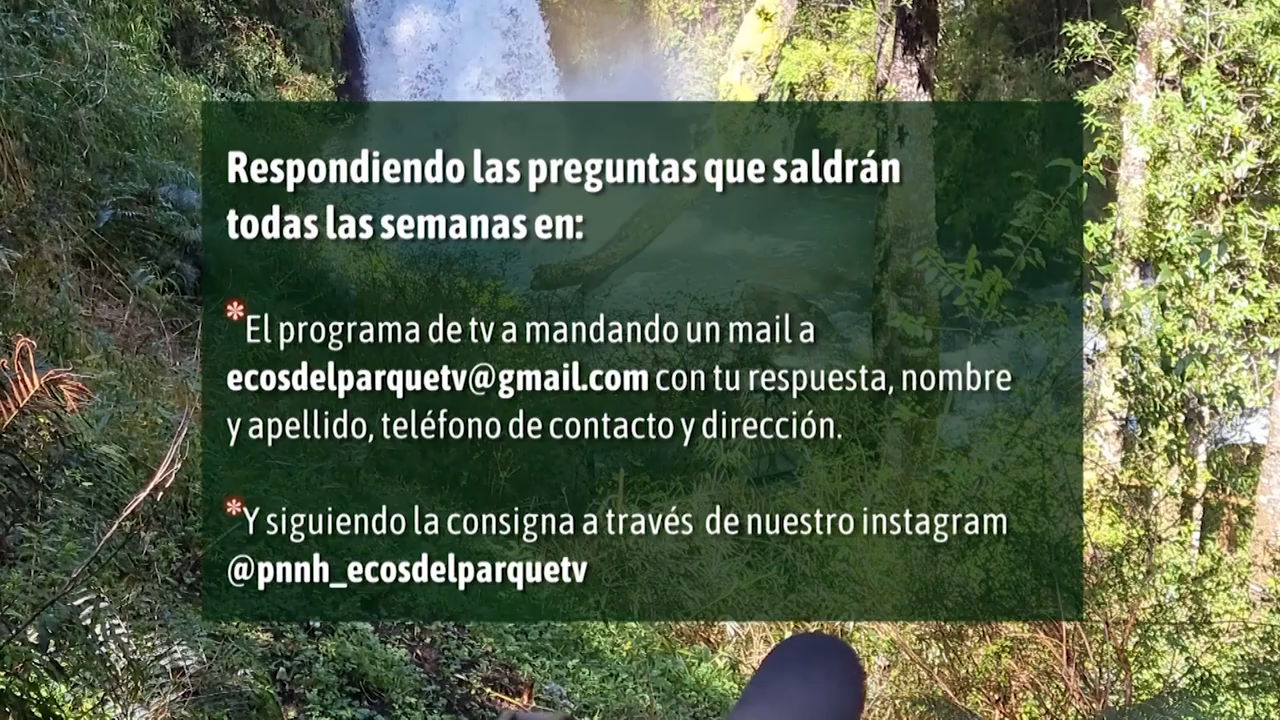 Respondiendo las preguntas que saldrán
todas las semanas en:
*El programa de tv a mandando un mail a
ecosdelparquetv@gmail.com con tu respuesta, nombre
y apellido, teléfono de contacto y dirección.
*Y siguiendo la consigna a través de nuestro instagram
@pnnh_ecosdelparquetv